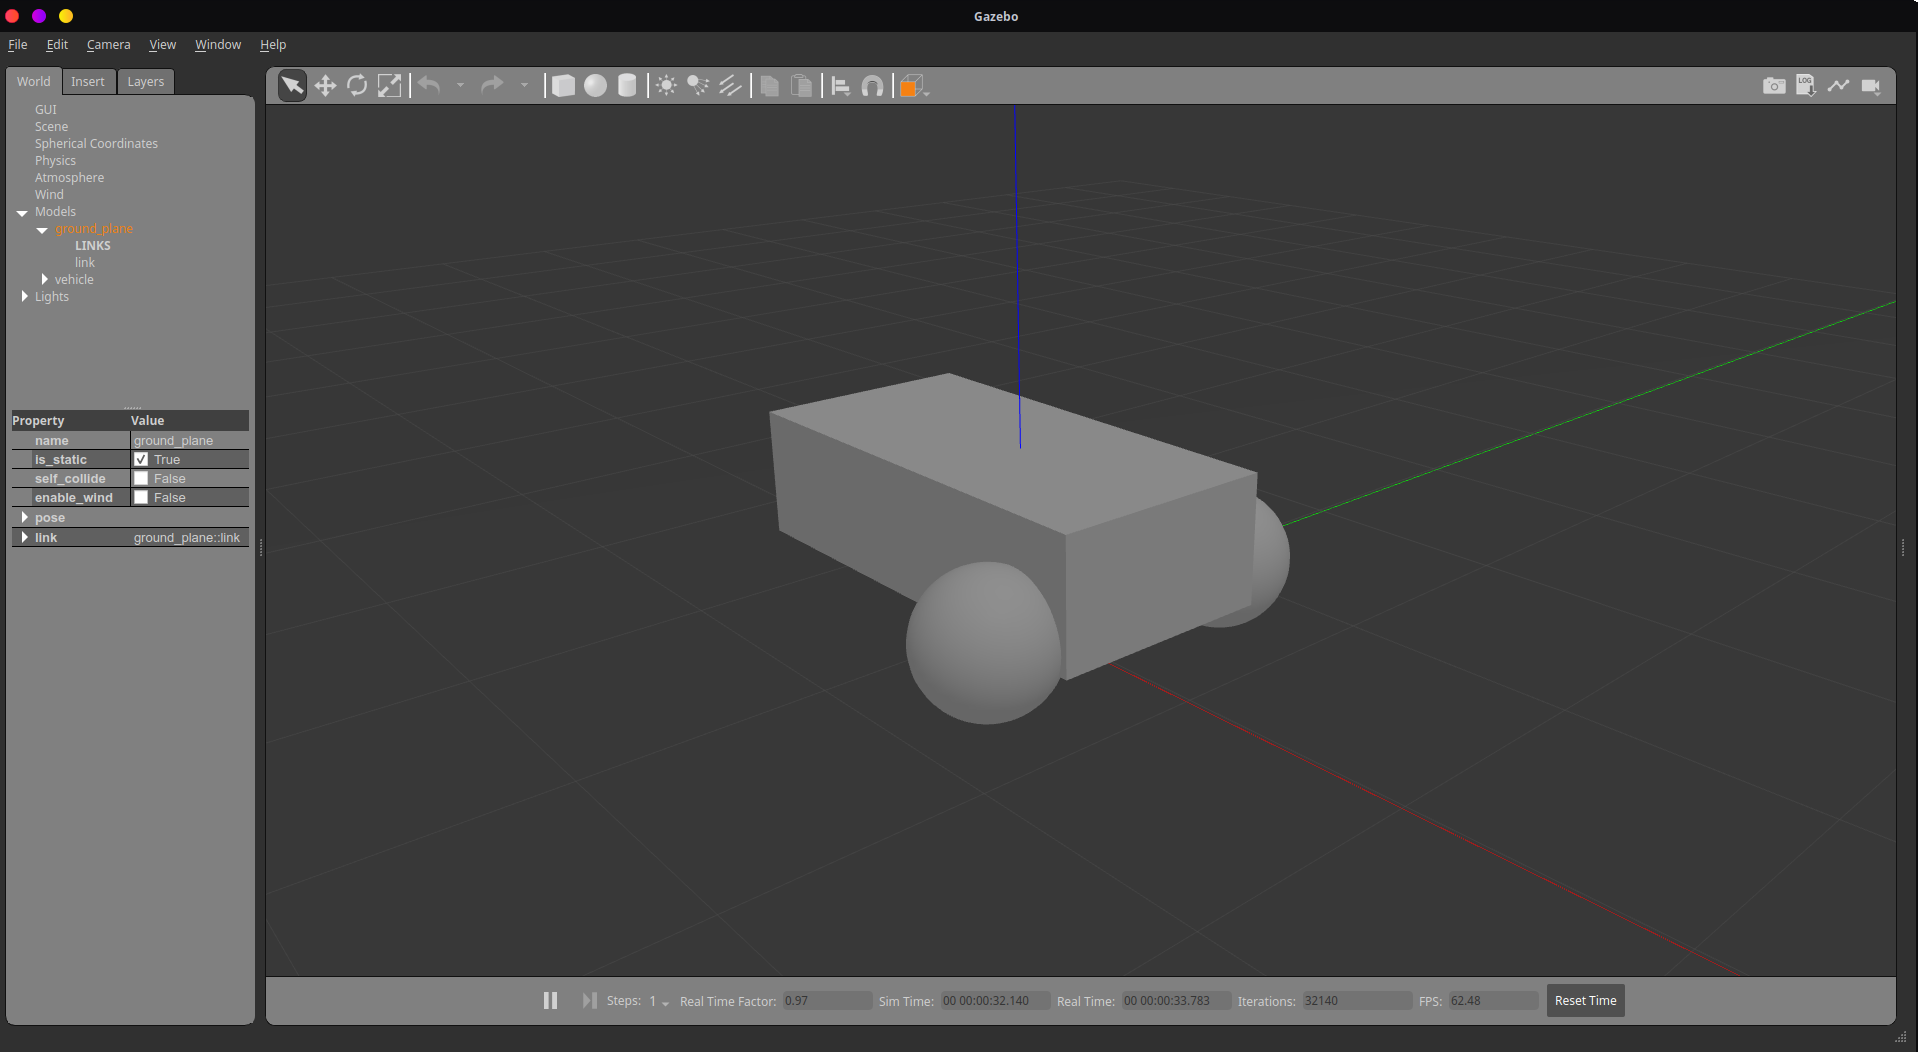 Gazebo
File Edit Camera View Window Help
World Insert Layers
LOG
GUI
Scene
Spherical Coordinates
Physics
Atmosphere
Wind
Models
ground_plane
LINKS
link
vehicle
Lights
Property Value
name ground_plane
is_static True
self_collide False
enable_wind False
pose
link ground_plane::link
Steps: 1 Real Time Factor: 0.97 Sim Time: 00 00:00:32.140 Real Time: 00 00:00:33.783 Iterations: 32140 FPS: 62.48 Reset Time